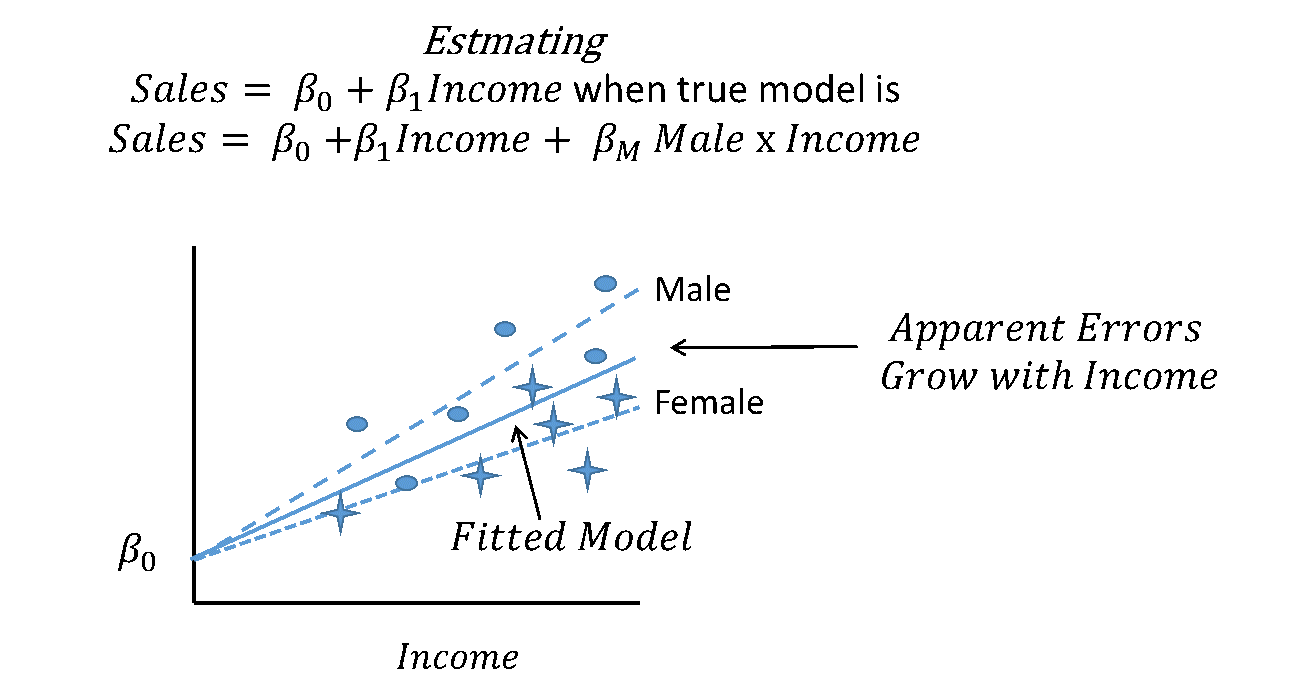 Estmating
Sales = β₀ + β₁Income when true model is
Sales = β₀ +β₁Income + β_M Male x Income
Male
Apparent Errors
Grow with Income
Female
Fitted Model
β₀
Income